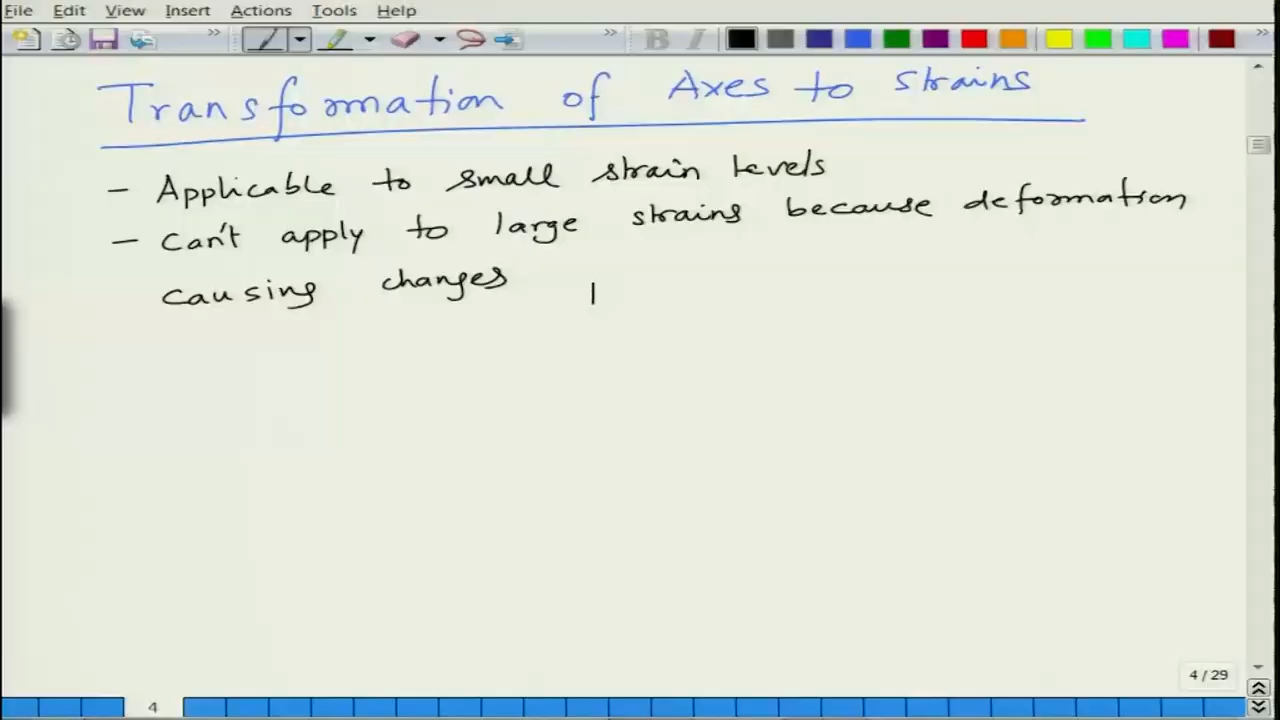 File Edit View Insert Actions Tools Help
B I
Transformation of Axes to strains
- Applicable to small strain levels
- Can't apply to large strains because deformation
causing changes
4 / 29
4